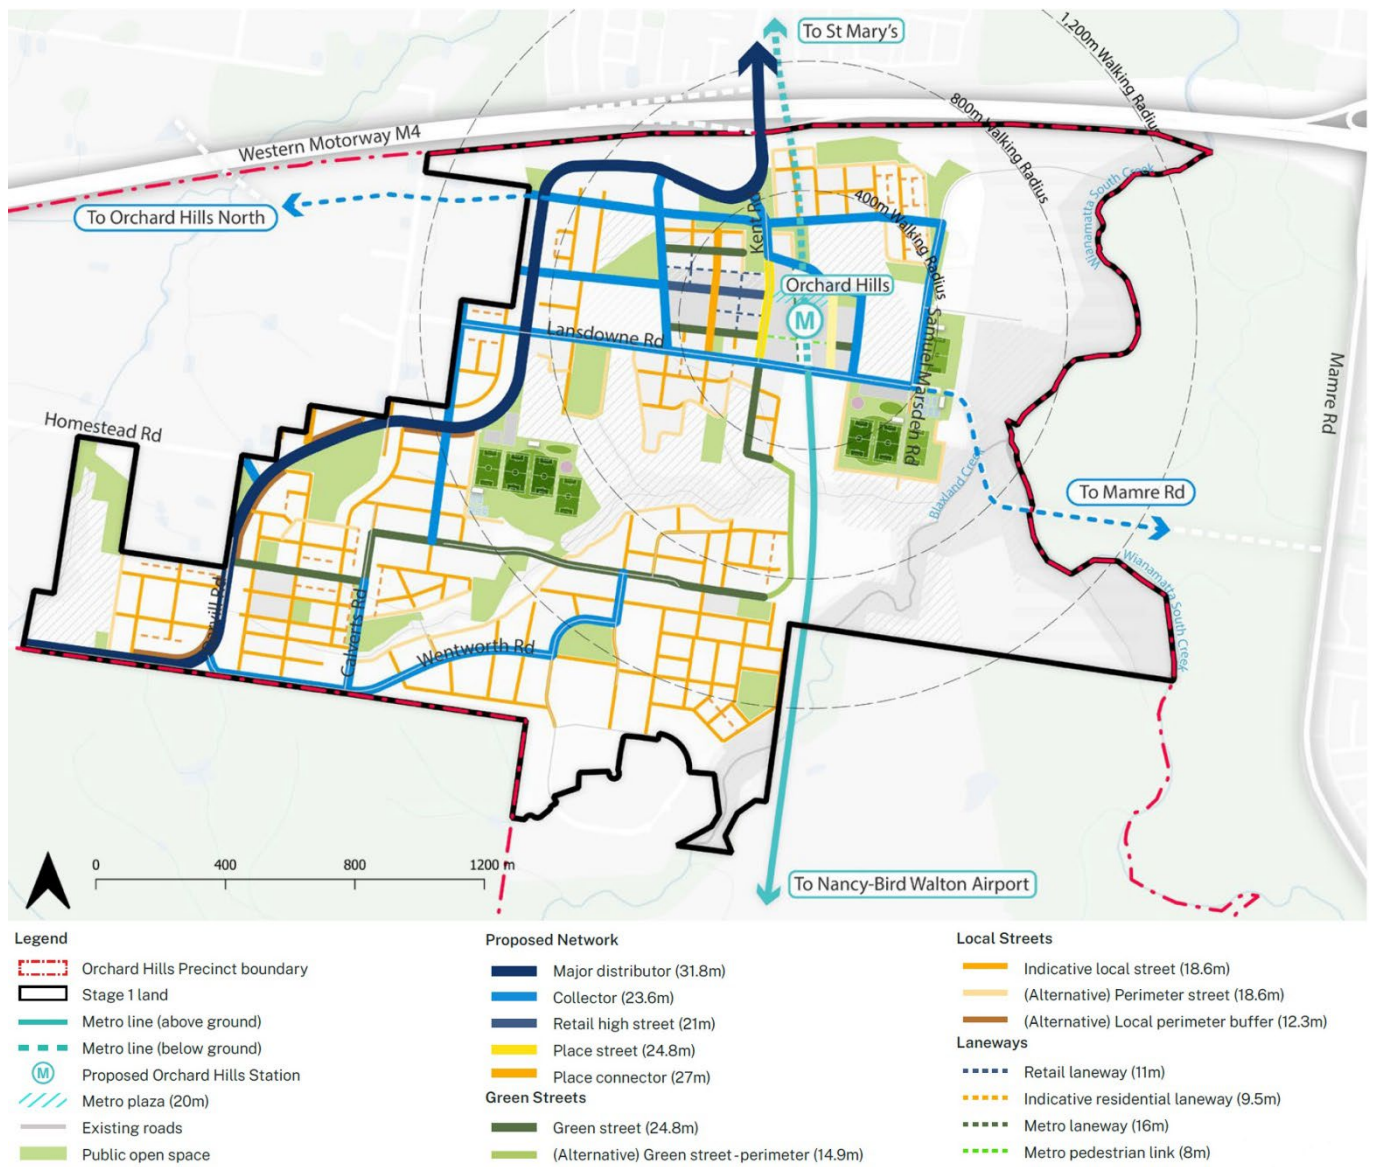 To St Mary's
1,200m Walking Radius
800m Walking Radius
Western Motorway M4
Wianamatta South Creek
To Orchard Hills North
Kent Rd
400m Walking Radius
Orchard Hills
M
Lansdowne Rd
Samuel Marsden Rd
Mamre Rd
Homestead Rd
Blaxland Creek
To Mamre Rd
Wianamatta South Creek
Calverts Rd
Wentworth Rd
0 400 800 1200 m
To Nancy-Bird Walton Airport
Legend
Orchard Hills Precinct boundary
Stage 1 land
Metro line (above ground)
Metro line (below ground)
M Proposed Orchard Hills Station
Metro plaza (20m)
Existing roads
Public open space
Proposed Network
Major distributor (31.8m)
Collector (23.6m)
Retail high street (21m)
Place street (24.8m)
Place connector (27m)
Green Streets
Green street (24.8m)
(Alternative) Green street - perimeter (14.9m)
Local Streets
Indicative local street (18.6m)
(Alternative) Perimeter street (18.6m)
(Alternative) Local perimeter buffer (12.3m)
Laneways
Retail laneway (11m)
Indicative residential laneway (9.5m)
Metro laneway (16m)
Metro pedestrian link (8m)